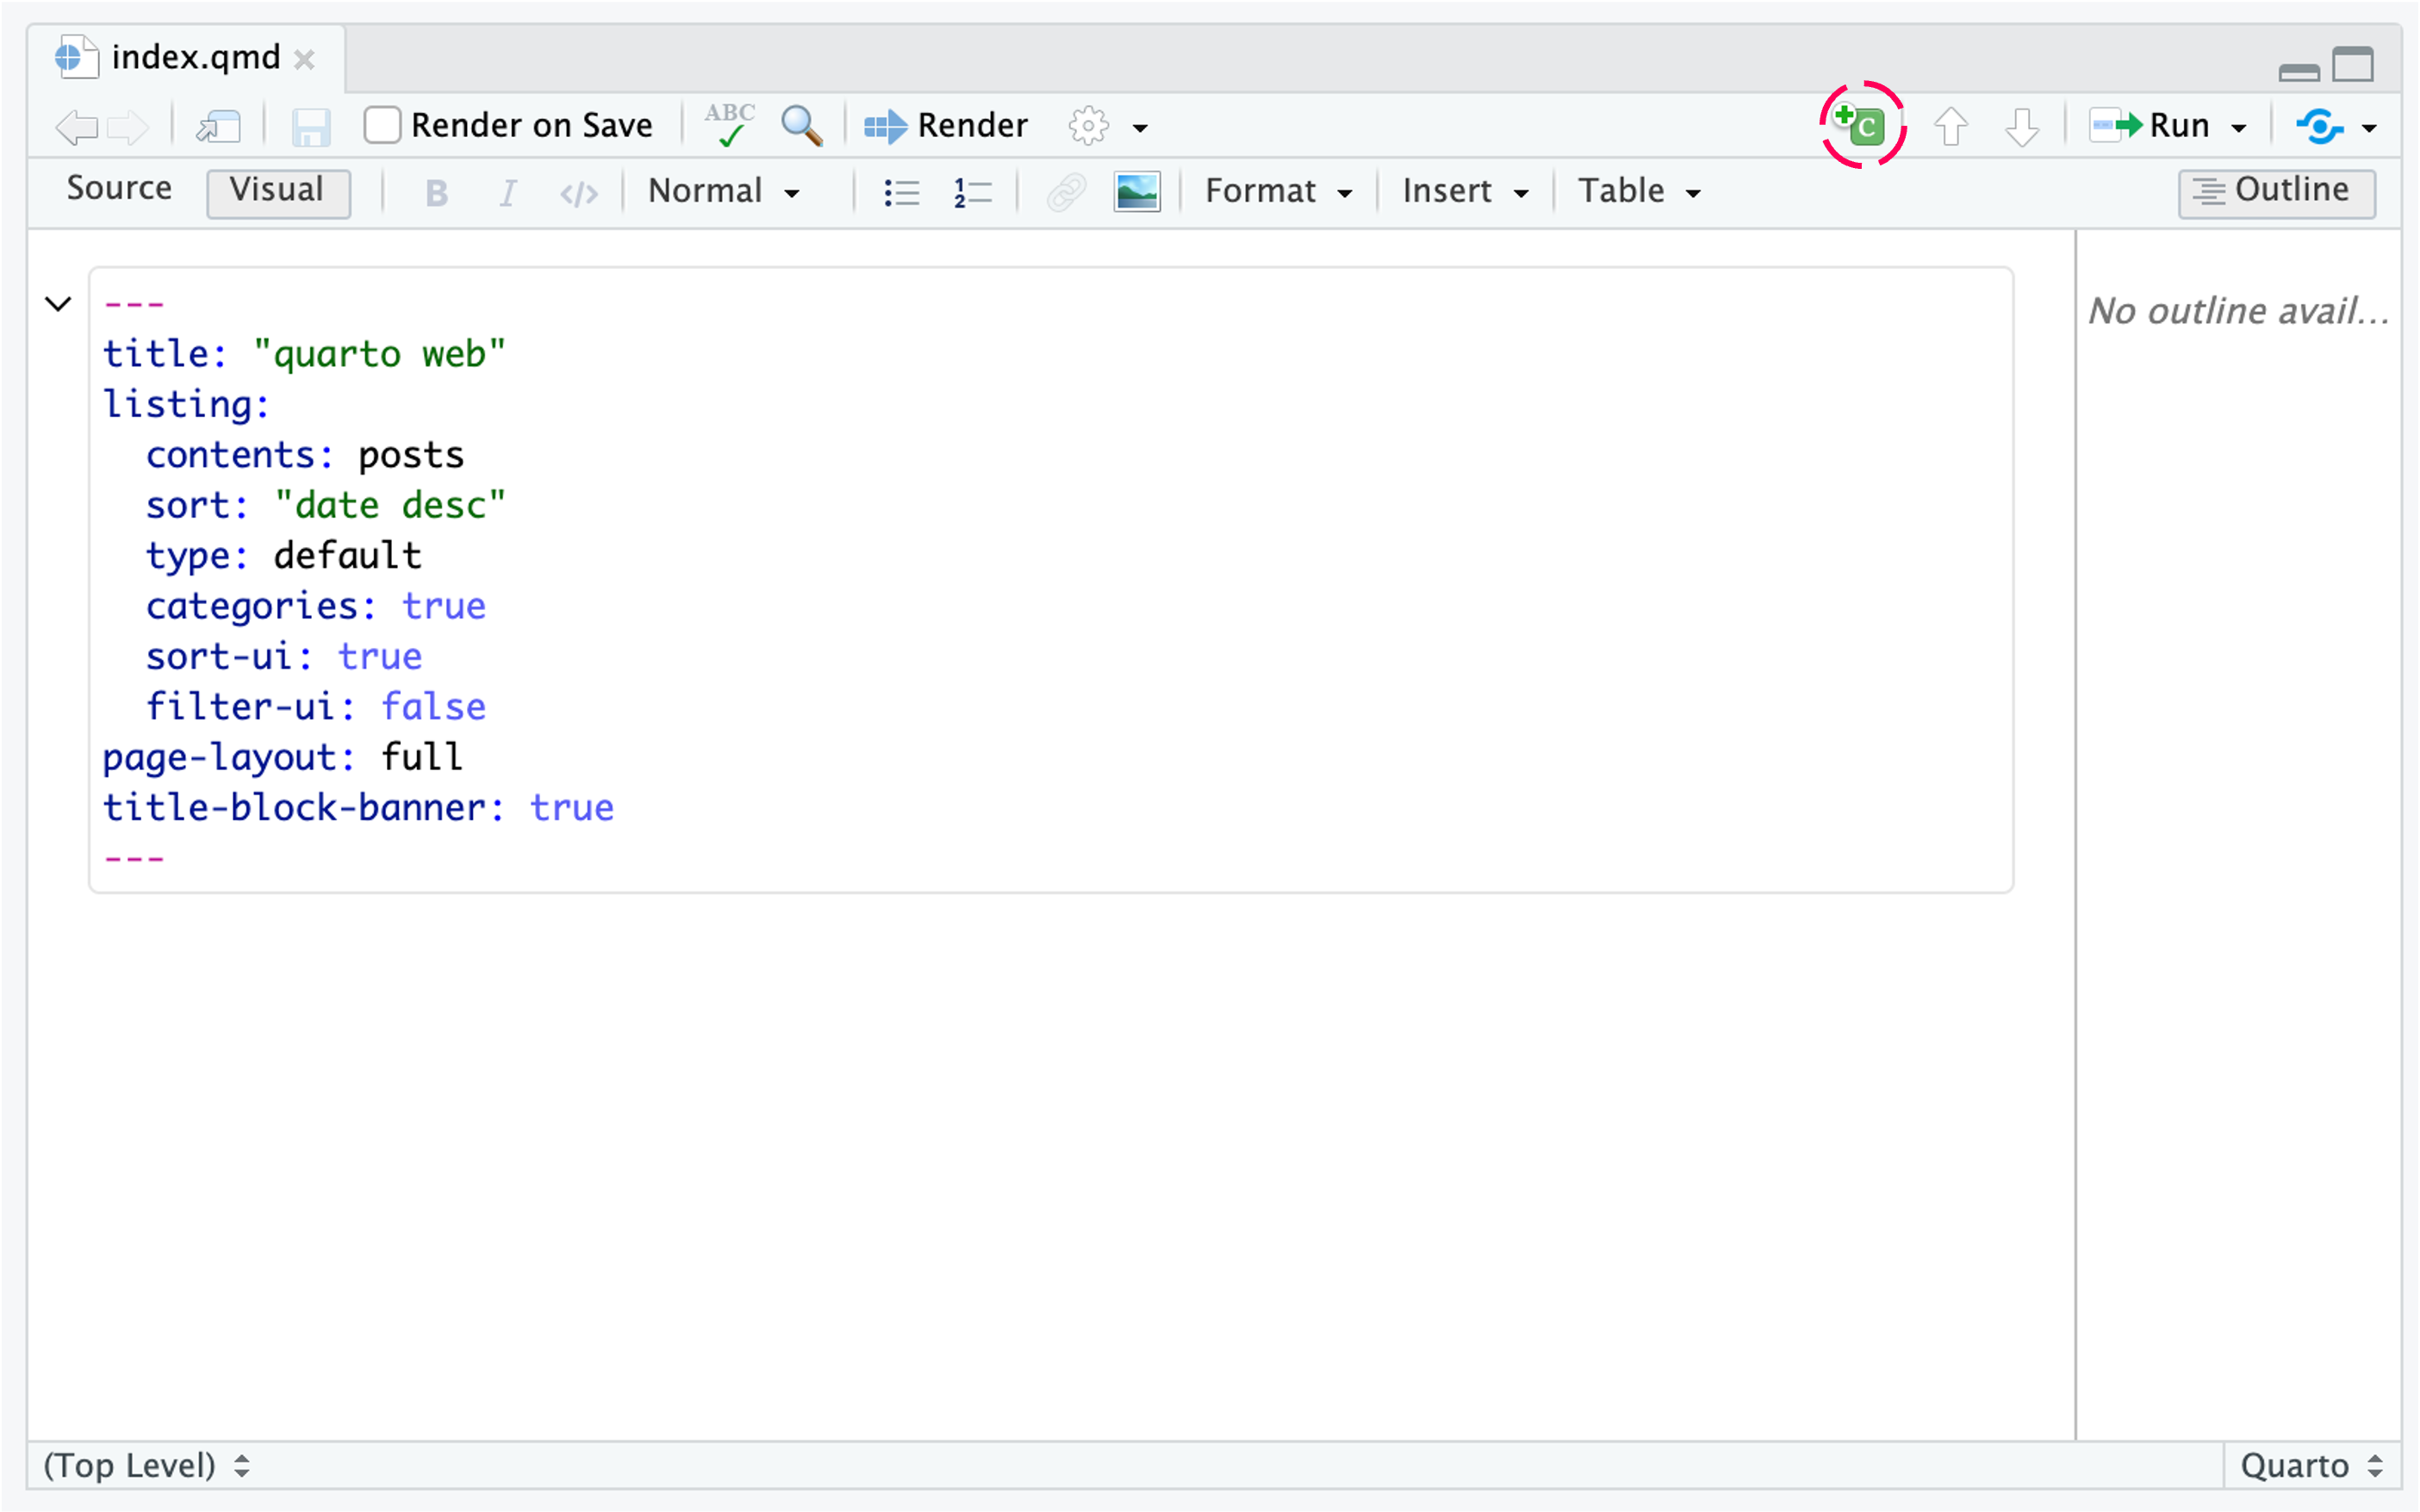 index.qmd
Render on Save ABC Render C Run
Source Visual B I </> Normal 1 2 Format Insert Table Outline
---
title: "quarto web"
listing:
  contents: posts
  sort: "date desc"
  type: default
  categories: true
  sort-ui: true
  filter-ui: false
page-layout: full
title-block-banner: true
---
No outline avail...
(Top Level) Quarto